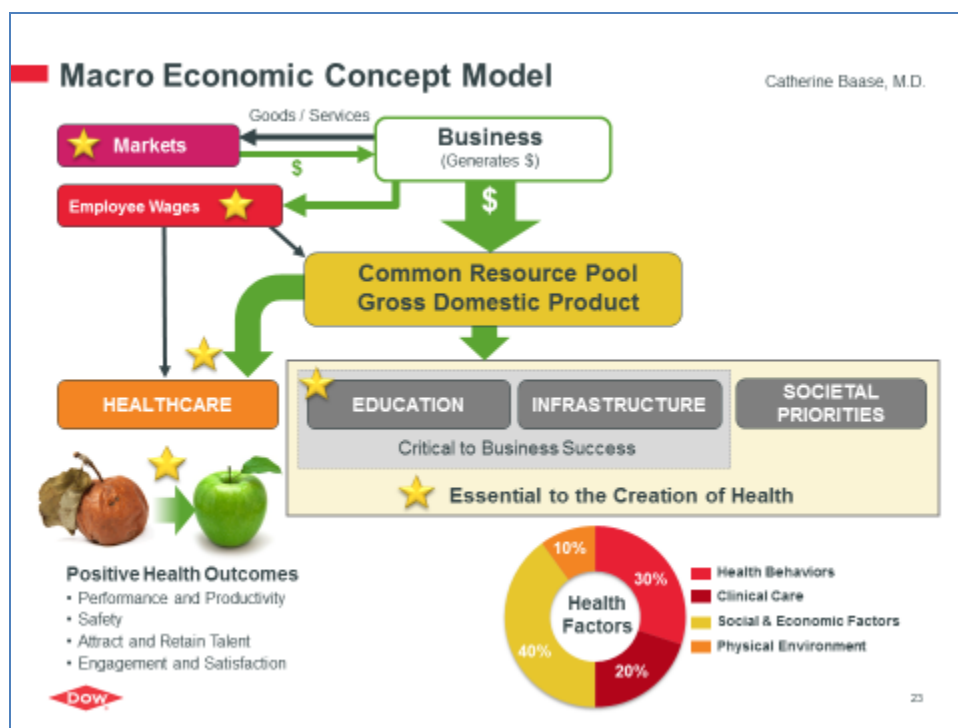 Macro Economic Concept Model
Catherine Baase, M.D.
Goods / Services
Markets
$
Business
(Generates $)
Employee Wages
$
Common Resource Pool
Gross Domestic Product
HEALTHCARE
EDUCATION
INFRASTRUCTURE
SOCIETAL
PRIORITIES
Critical to Business Success
Essential to the Creation of Health
Positive Health Outcomes
• Performance and Productivity
• Safety
• Attract and Retain Talent
• Engagement and Satisfaction
10%
30%
Health
Factors
40%
20%
Health Behaviors
Clinical Care
Social & Economic Factors
Physical Environment
Dow
23